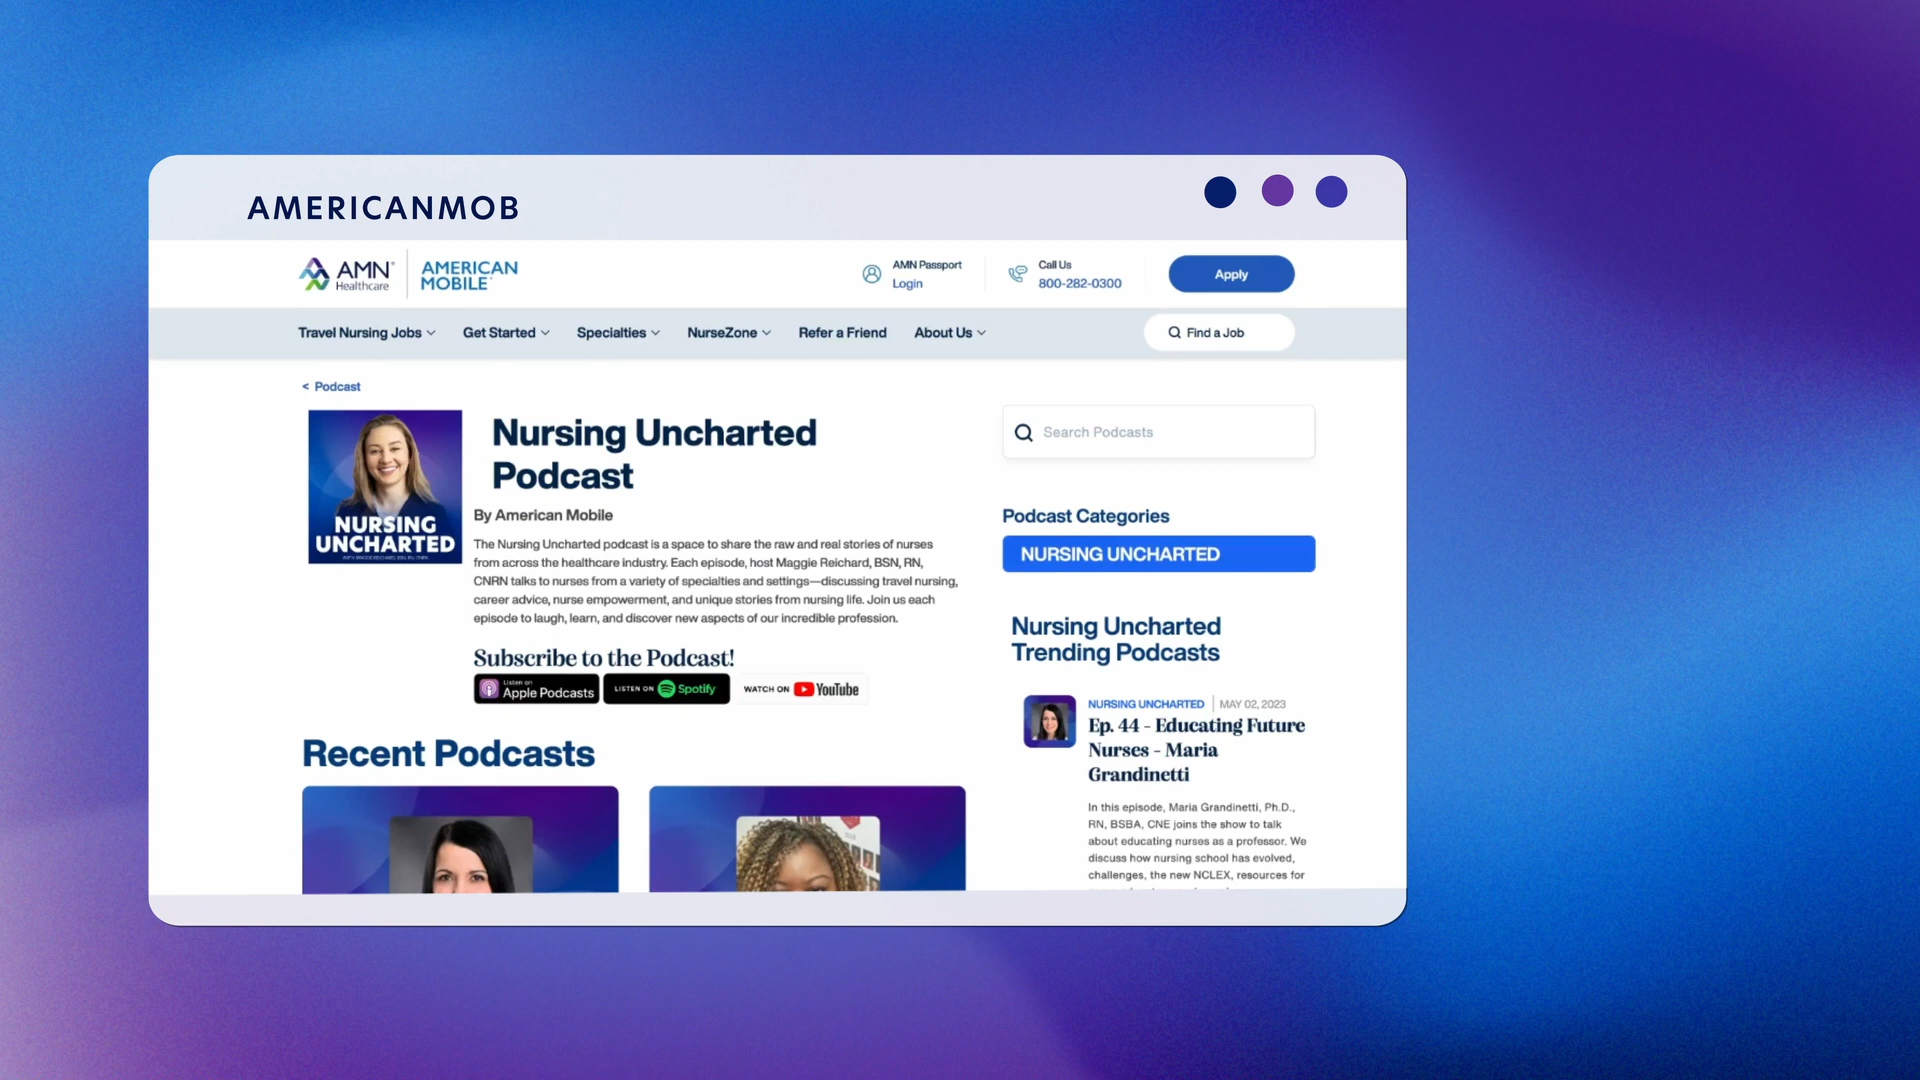 AMERICANMOB
AMN
Healthcare
AMERICAN
MOBILE
AMN Passport
Login
Call Us
800-282-0300
Apply
Travel Nursing Jobs
Get Started
Specialties
NurseZone
Refer a Friend
About Us
Find a Job
< Podcast
NURSING
UNCHARTED
Nursing Uncharted
Podcast
By American Mobile
The Nursing Uncharted podcast is a space to share the raw and real stories of nurses
from across the healthcare industry. Each episode, host Maggie Reichard, BSN, RN,
CNRN talks to nurses from a variety of specialties and settings—discussing travel nursing,
career advice, nurse empowerment, and unique stories from nursing life. Join us each
episode to laugh, learn, and discover new aspects of our incredible profession.
Subscribe to the Podcast!
Listen on
Apple Podcasts
LISTEN ON Spotify
WATCH ON YouTube
Recent Podcasts
Search Podcasts
Podcast Categories
NURSING UNCHARTED
Nursing Uncharted
Trending Podcasts
NURSING UNCHARTED | MAY 02, 2023
Ep. 44 - Educating Future
Nurses - Maria
Grandinetti
In this episode, Maria Grandinetti, Ph.D.,
RN, BSBA, CNE joins the show to talk
about educating nurses as a professor. We
discuss how nursing school has evolved,
challenges, the new NCLEX, resources for